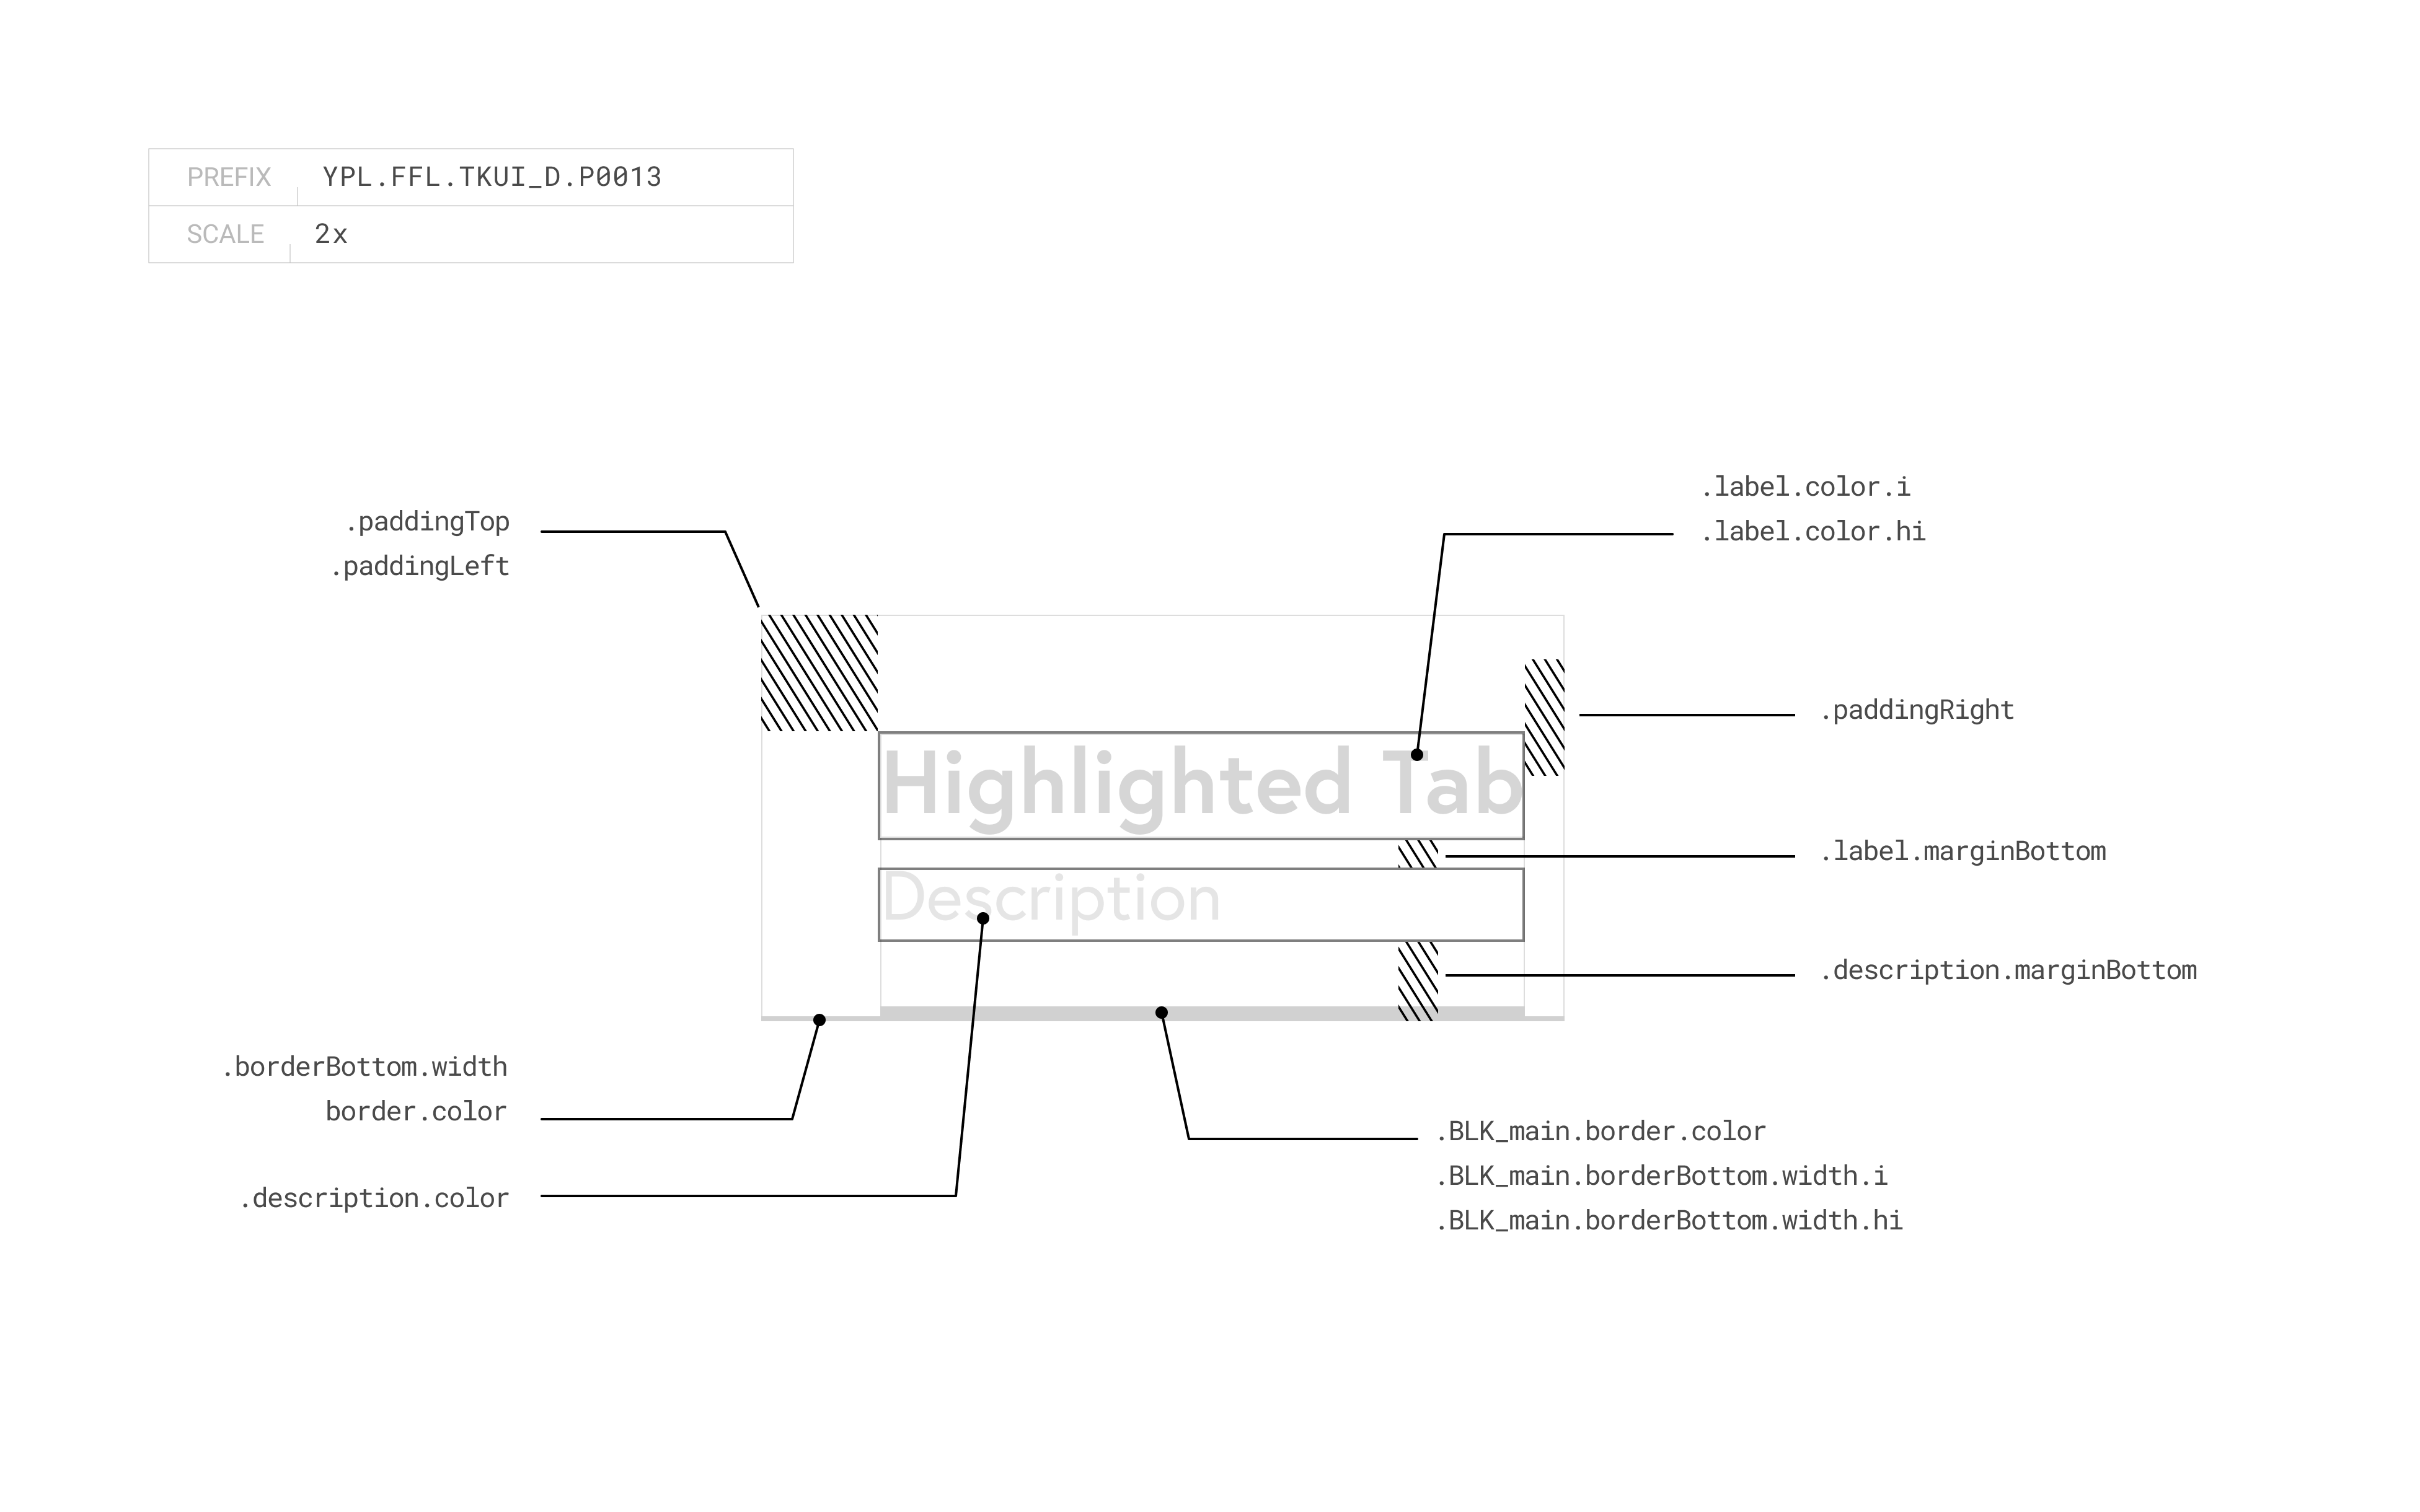 PREFIX YPL.FFL.TKUI_D.P0013
SCALE 2x
.label.color.i
.label.color.hi
.paddingTop
.paddingLeft
.paddingRight
Highlighted Tab
.label.marginBottom
Description
.description.marginBottom
.borderBottom.width
border.color
.description.color
.BLK_main.border.color
.BLK_main.borderBottom.width.i
.BLK_main.borderBottom.width.hi